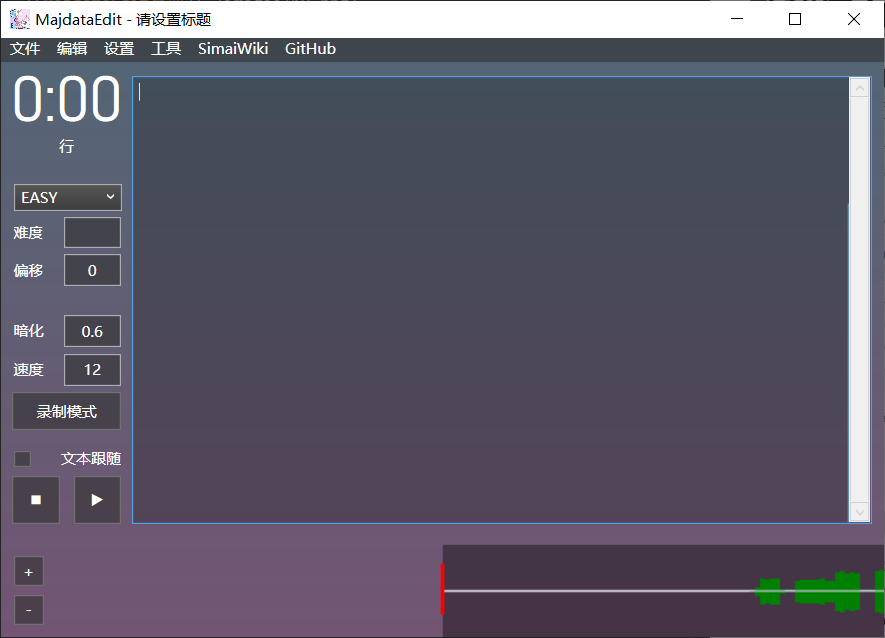 MajdataEdit - 请设置标题
文件 编辑 设置 工具 SimaiWiki GitHub
0:00
行
EASY
难度
偏移 0
暗化 0.6
速度 12
录制模式
文本跟随
+
-